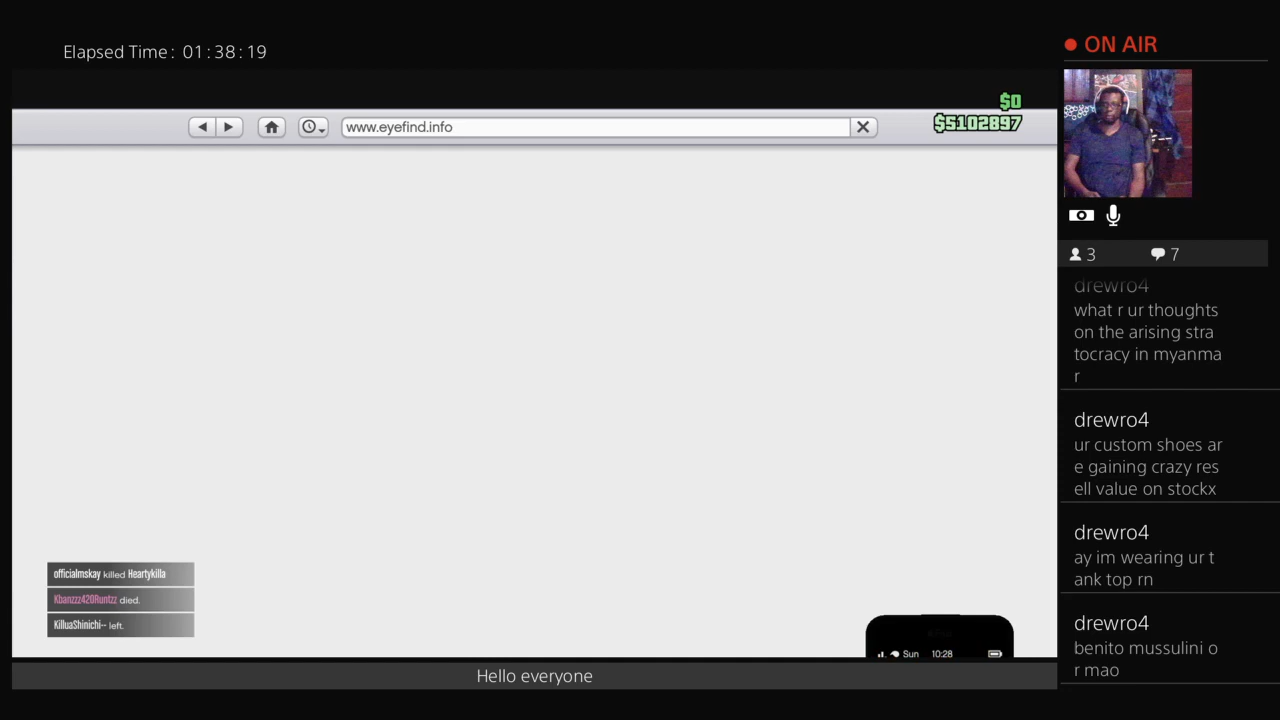 Elapsed Time: 01:38:19
ON AIR
$0
www.eyefind.info
$5102897
3
7
drewro4
what r ur thoughts
on the arising stra
tocracy in myanma
r
drewro4
ur custom shoes ar
e gaining crazy res
ell value on stockx
drewro4
ay im wearing ur t
ank top rn
drewro4
benito mussulini o
r mao
officialmskay killed Heartykilla
Kbanzzz420Runtzz died.
KilluaShinichi-- left.
Sun 10:28
Hello everyone